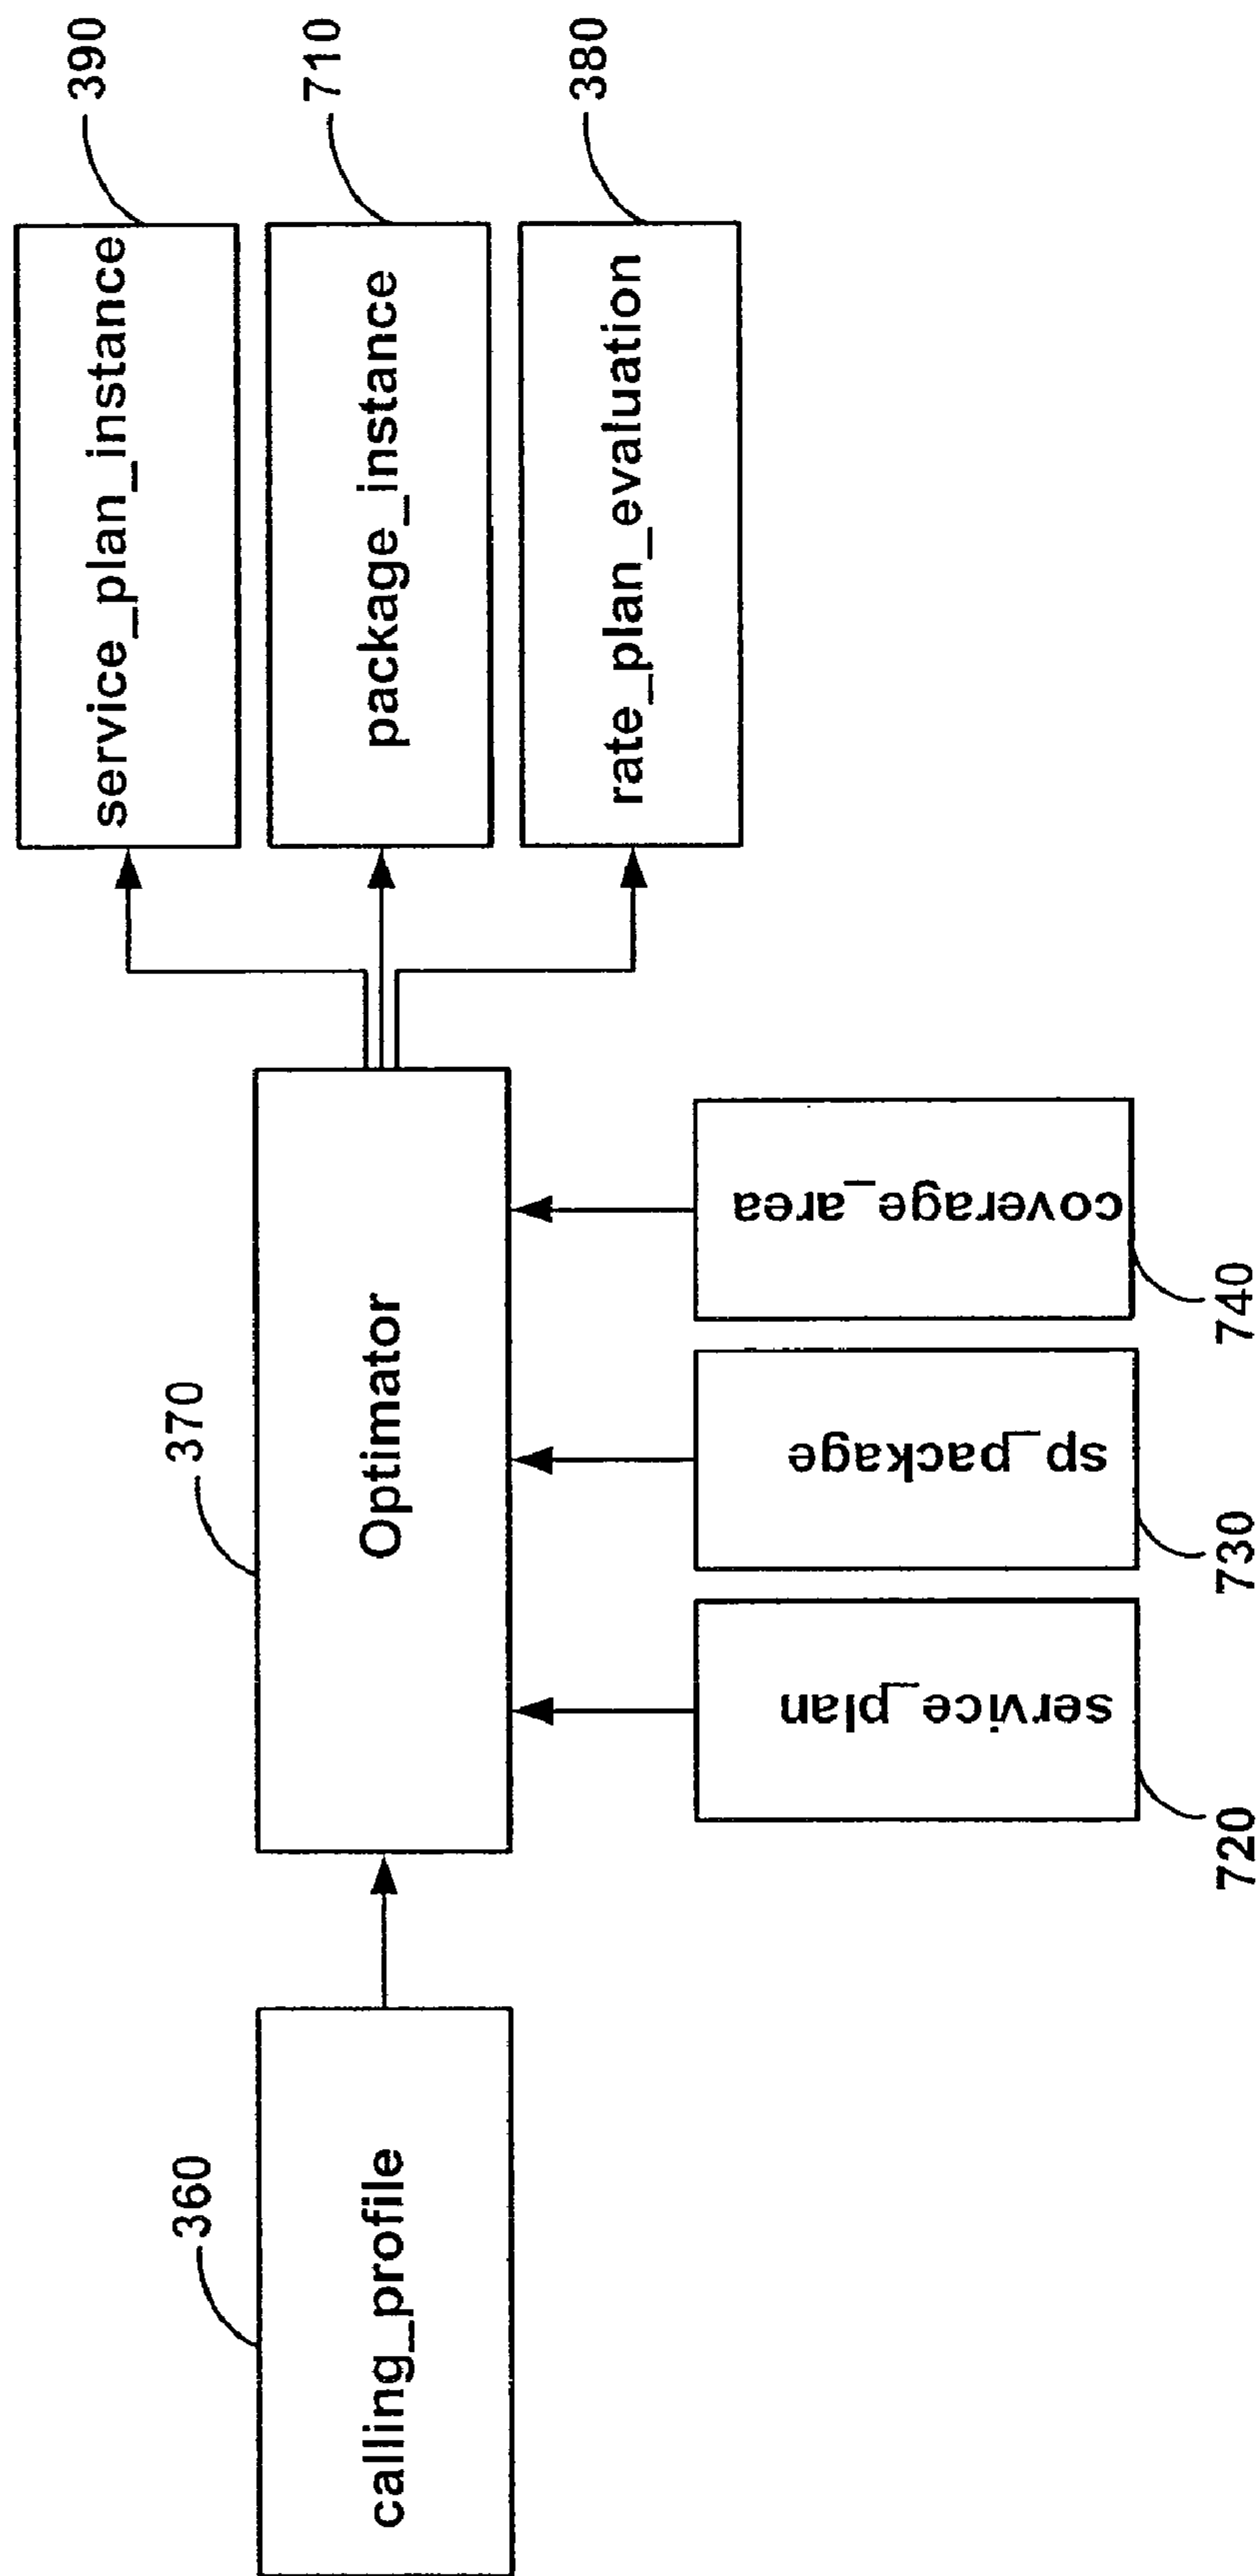 360
calling_profile
370
Optimator
720
service_plan
730
sp_package
740
coverage_area
390
service_plan_instance
710
package_instance
380
rate_plan_evaluation